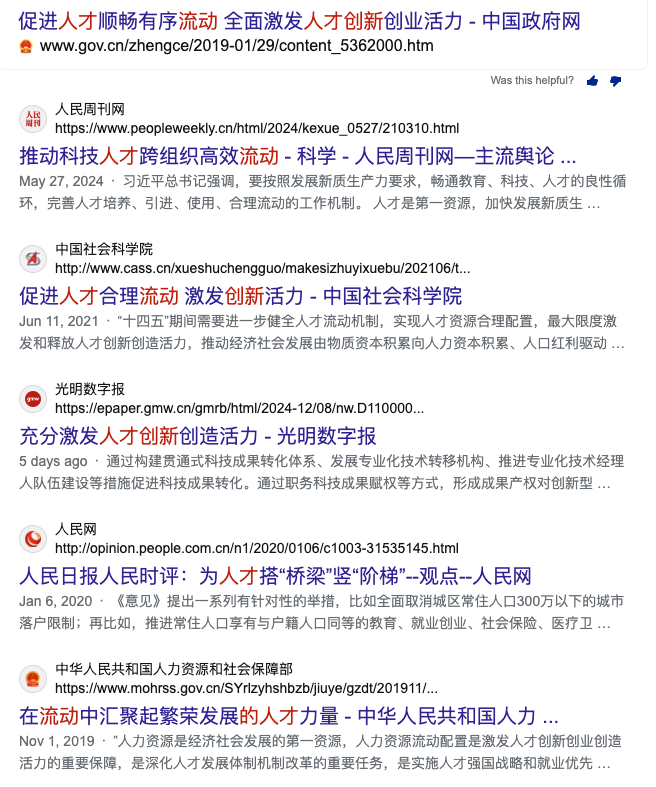 促进人才顺畅有序流动 全面激发人才创新创业活力 - 中国政府网
www.gov.cn/zhengce/2019-01/29/content_5362000.htm
Was this helpful?
人民周刊网
https://www.peopleweekly.cn/html/2024/kexue_0527/210310.html
推动科技人才跨组织高效流动 - 科学 - 人民周刊网—主流舆论 ...
May 27, 2024 · 习近平总书记强调，要按照发展新质生产力要求，畅通教育、科技、人才的良性循
环，完善人才培养、引进、使用、合理流动的工作机制。 人才是第一资源，加快发展新质生 ...
中国社会科学院
http://www.cass.cn/xueshuchengguo/makesizhuyixuebu/202106/t...
促进人才合理流动 激发创新活力 - 中国社会科学院
Jun 11, 2021 · “十四五”期间需要进一步健全人才流动机制，实现人才资源合理配置，最大限度激
发和释放人才创新创造活力，推动经济社会发展由物质资本积累向人力资本积累、人口红利驱动 ...
光明数字报
https://epaper.gmw.cn/gmrb/html/2024-12/08/nw.D110000...
充分激发人才创新创造活力 - 光明数字报
5 days ago · 通过构建贯通式科技成果转化体系、发展专业化技术转移机构、推进专业化技术经理
人队伍建设等措施促进科技成果转化。通过职务科技成果赋权等方式，形成成果产权对创新型 ...
人民网
http://opinion.people.com.cn/n1/2020/0106/c1003-31535145.html
人民日报人民时评：为人才搭“桥梁”竖“阶梯”--观点--人民网
Jan 6, 2020 · 《意见》提出一系列有针对性的举措，比如全面取消城区常住人口300万以下的城市
落户限制；再比如，推进常住人口享有与户籍人口同等的教育、就业创业、社会保险、医疗卫 ...
中华人民共和国人力资源和社会保障部
https://www.mohrss.gov.cn/SYrlzyhshbzb/jiuye/gzdt/201911/...
在流动中汇聚起繁荣发展的人才力量 - 中华人民共和国人力 ...
Nov 1, 2019 · "人力资源是经济社会发展的第一资源，人力资源流动配置是激发人才创新创业创造
活力的重要保障，是深化人才发展体制机制改革的重要任务，是实施人才强国战略和就业优先 ...